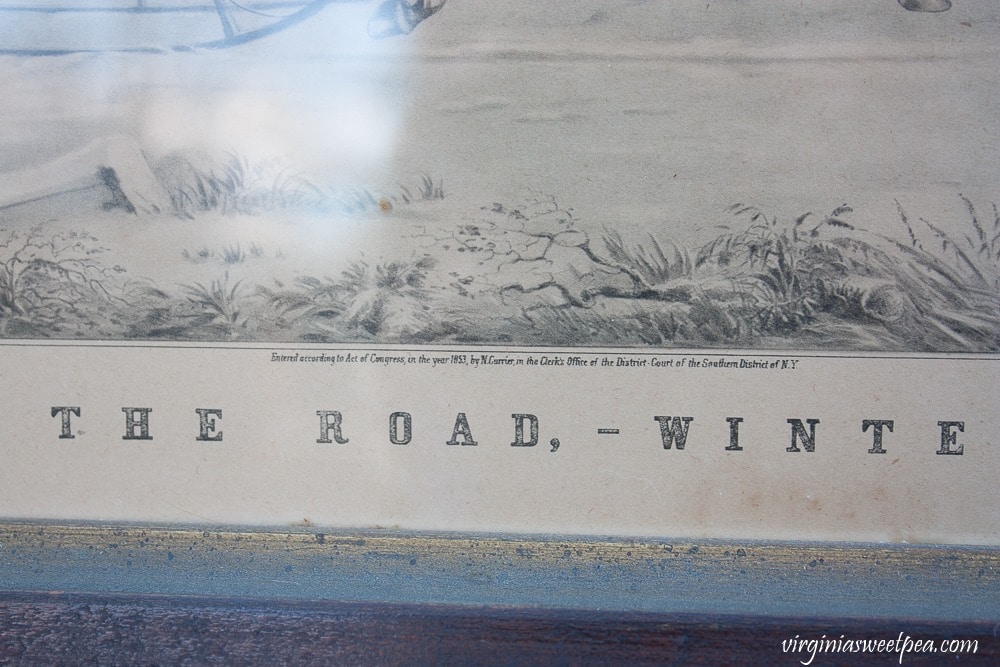 Entered according to Act of Congress, in the year 1853, by N. Currier, in the Clerk's Office of the District-Court of the Southern District of N.Y.
THE ROAD,-WINTE
virginiasweetpea.com